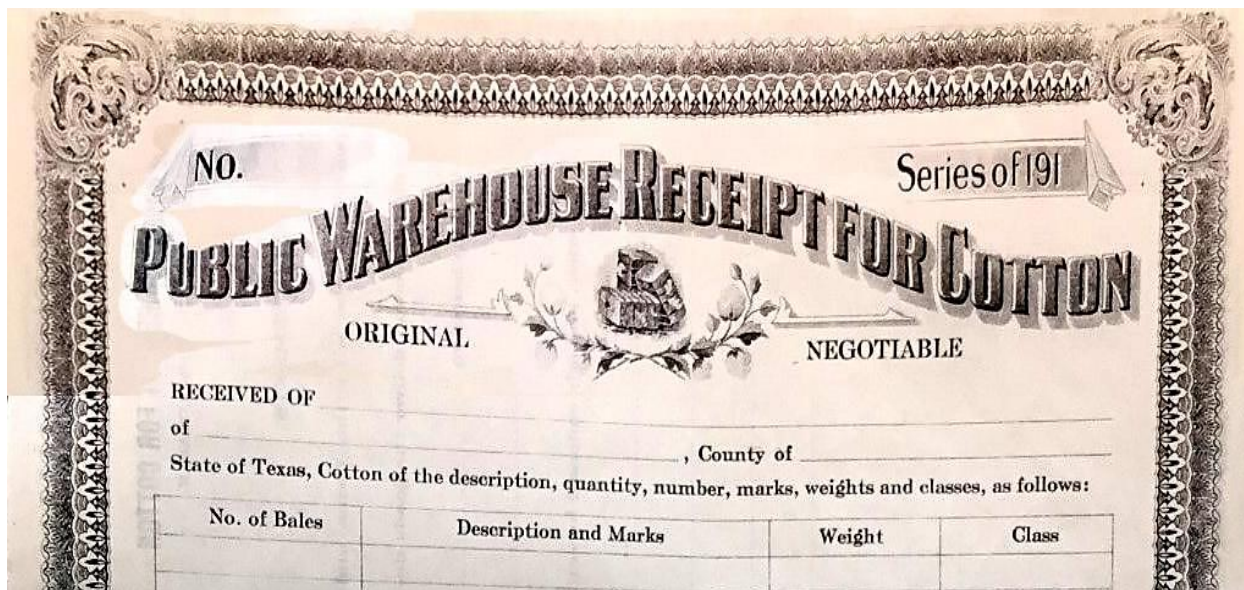 No.
Series of 191
PUBLIC WAREHOUSE RECEIPT FOR COTTON
ORIGINAL
NEGOTIABLE
RECEIVED OF
of , County of
State of Texas, Cotton of the description, quantity, number, marks, weights and classes, as follows:
No. of Bales Description and Marks Weight Class